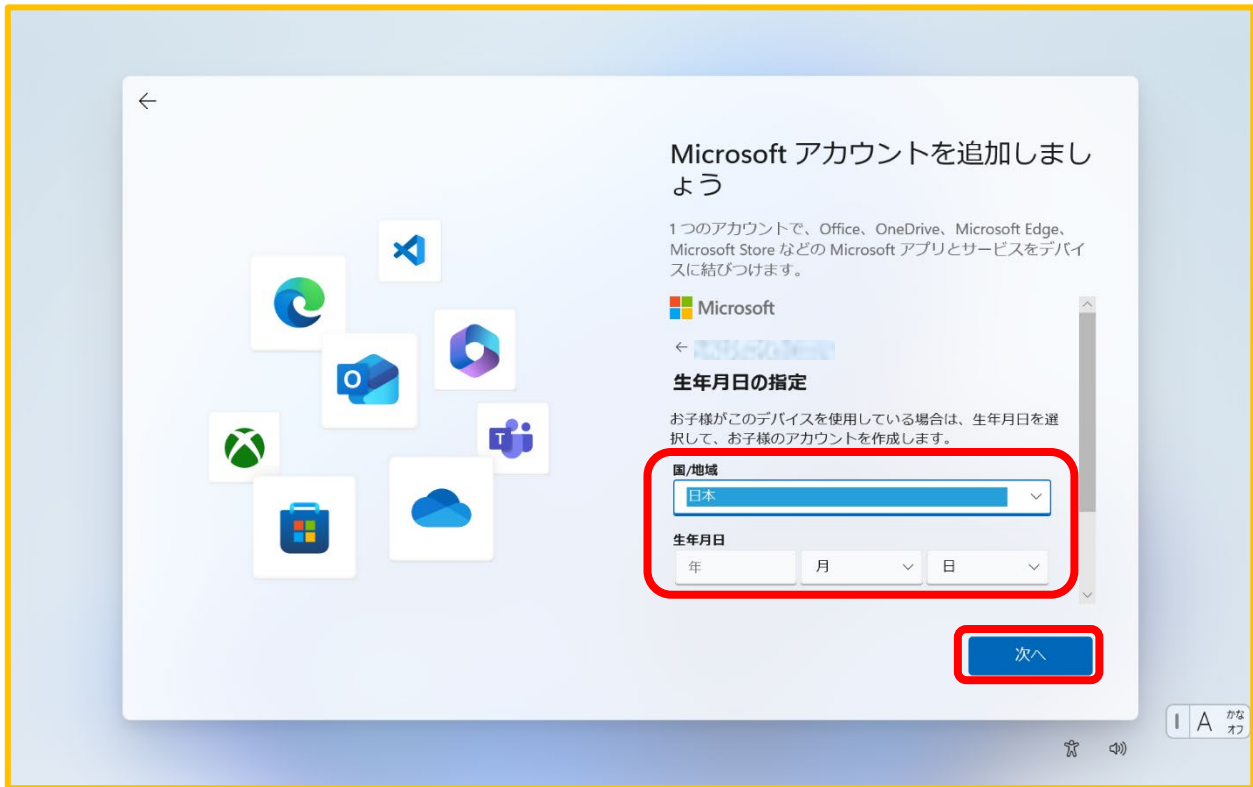 Microsoft アカウントを追加しまし
ょう
1 つのアカウントで、Office、OneDrive、Microsoft Edge、
Microsoft Store などの Microsoft アプリとサービスをデバイ
スに結びつけます。
Microsoft
生年月日の指定
お子様がこのデバイスを使用している場合は、生年月日を選
択して、お子様のアカウントを作成します。
国/地域
日本
生年月日
年 月 日
次へ
A かな
オフ